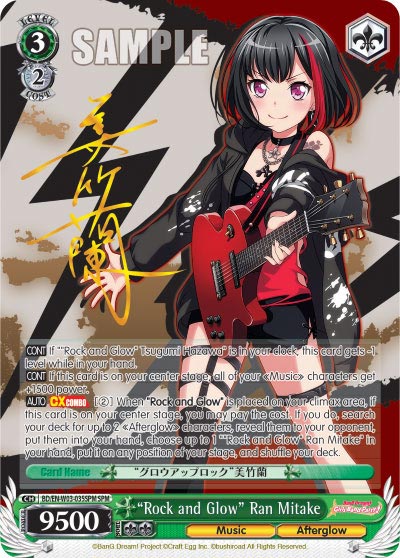 LEVEL
3
SAMPLE
2
COST
美竹蘭
CONT If ""Rock and Glow" Tsugumi Hazawa" is in your clock, this card gets -1
level while in your hand.
CONT If this card is on your center stage, all of your «Music» characters get
+1500 power.
AUTO CX COMBO [②] When "Rock and Glow" is placed on your climax area, if
this card is on your center stage, you may pay the cost. If you do, search
your deck for up to 2 «Afterglow» characters, reveal them to your opponent,
put them into your hand, choose up to 1 ""Rock and Glow" Ran Mitake" in
your hand, put it on any position of your stage, and shuffle your deck.
Card Name
"グロウアップロック"美竹蘭
CH BD/EN-W03-035SPM SPM
"Rock and Glow" Ran Mitake
POWER
9500
Music
Afterglow
©BanG Dream! Project ©Craft Egg Inc. ©bushiroad All Rights Reserved.